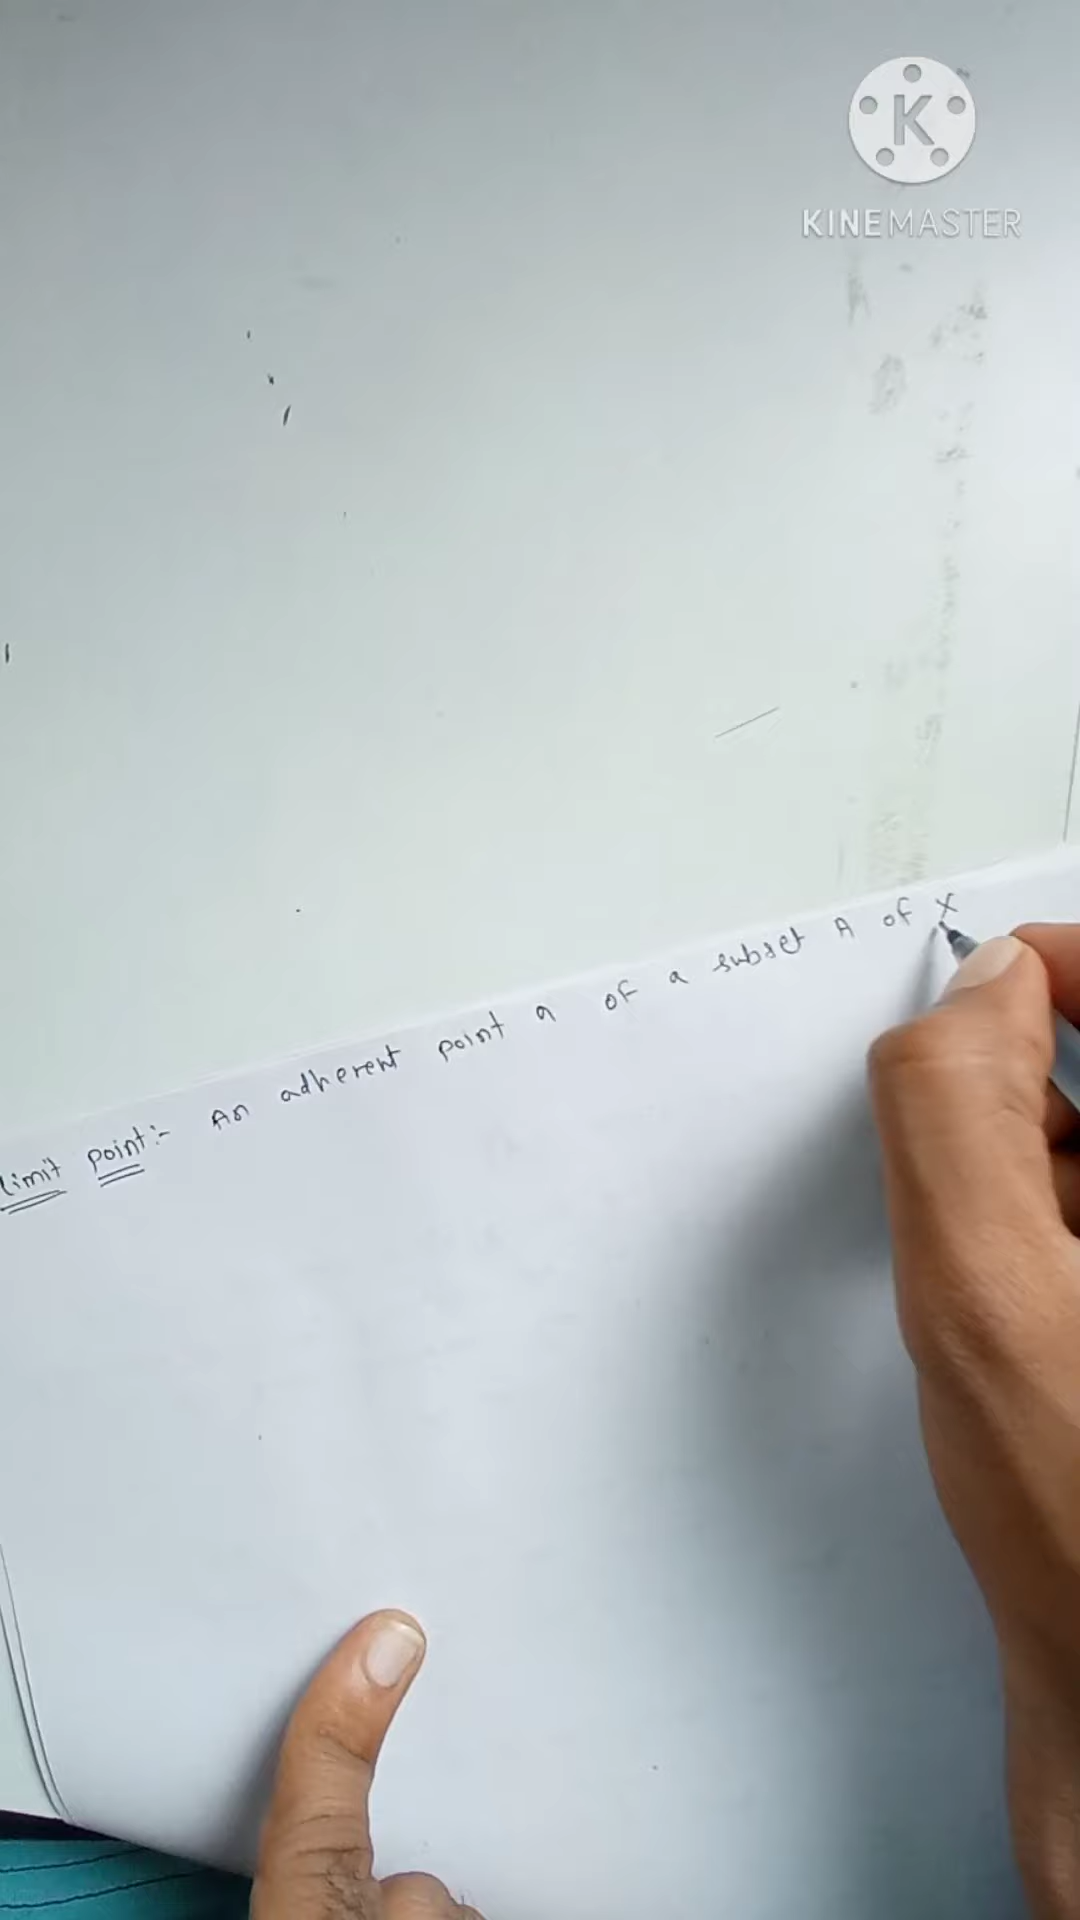 K
KINEMASTER
limit point:- An adherent point a of a subset A of X